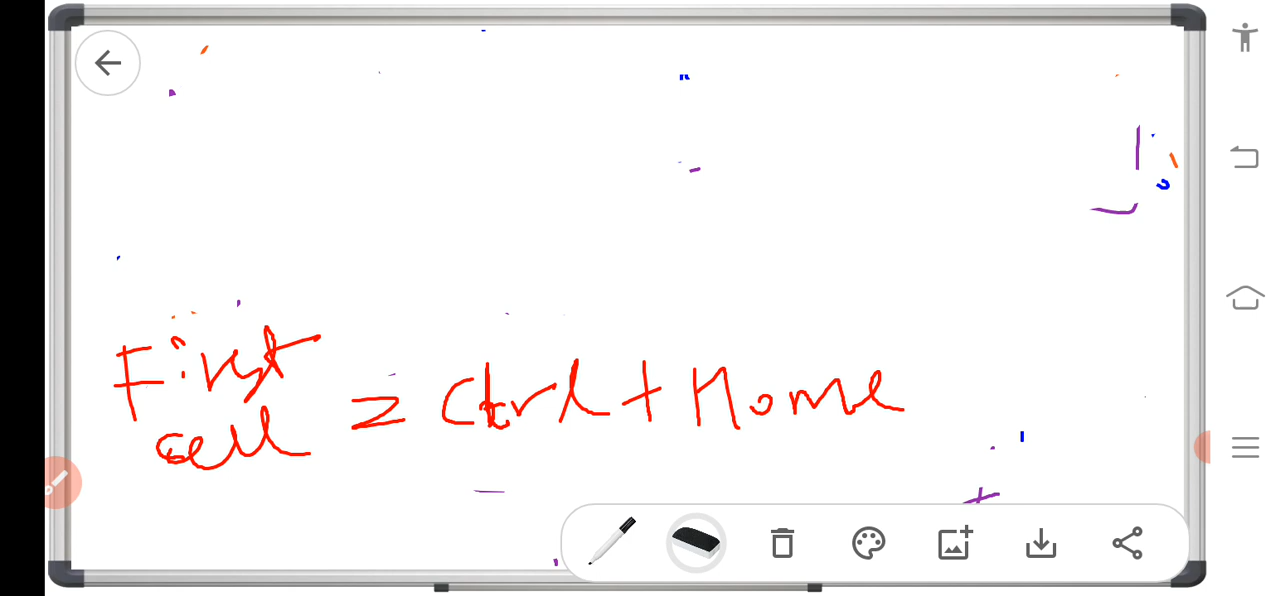 First
cell = Ctrl + Home